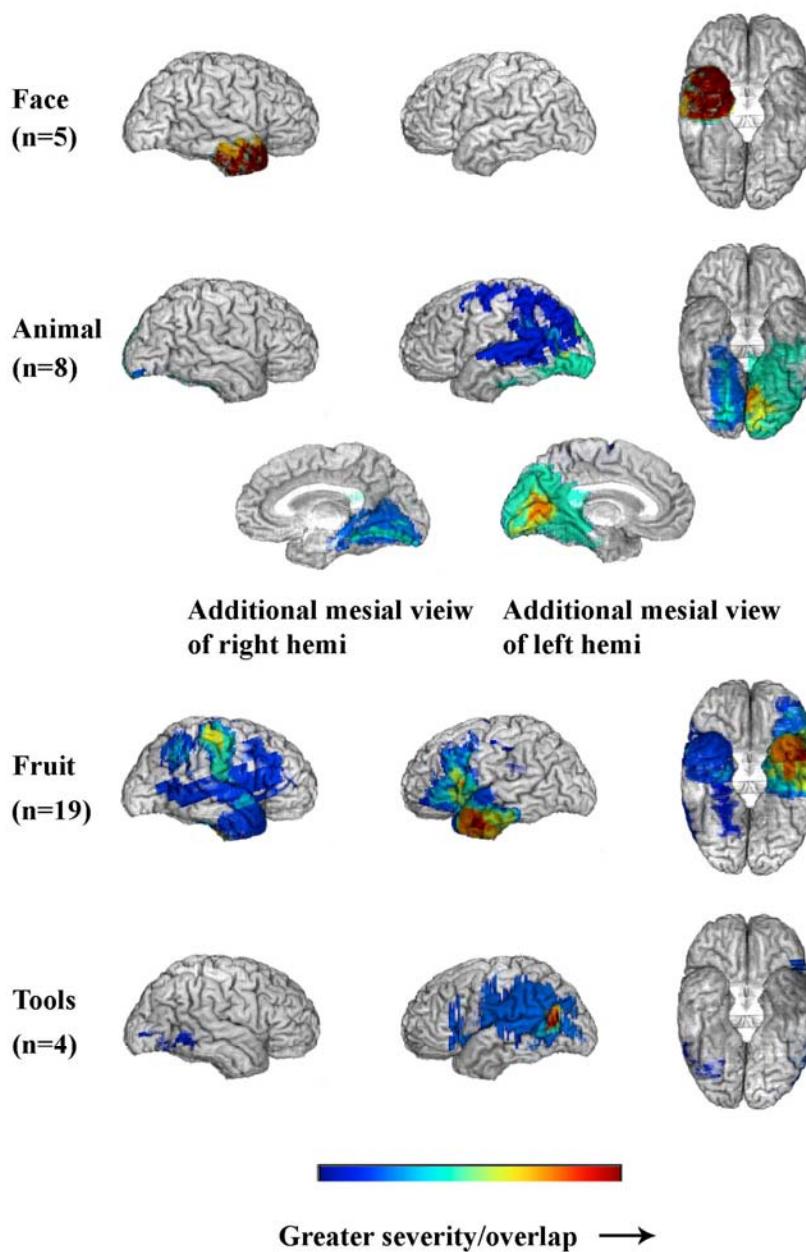 Face
(n=5)
Animal
(n=8)
Additional mesial vieiw
of right hemi
Additional mesial view
of left hemi
Fruit
(n=19)
Tools
(n=4)
Greater severity/overlap →